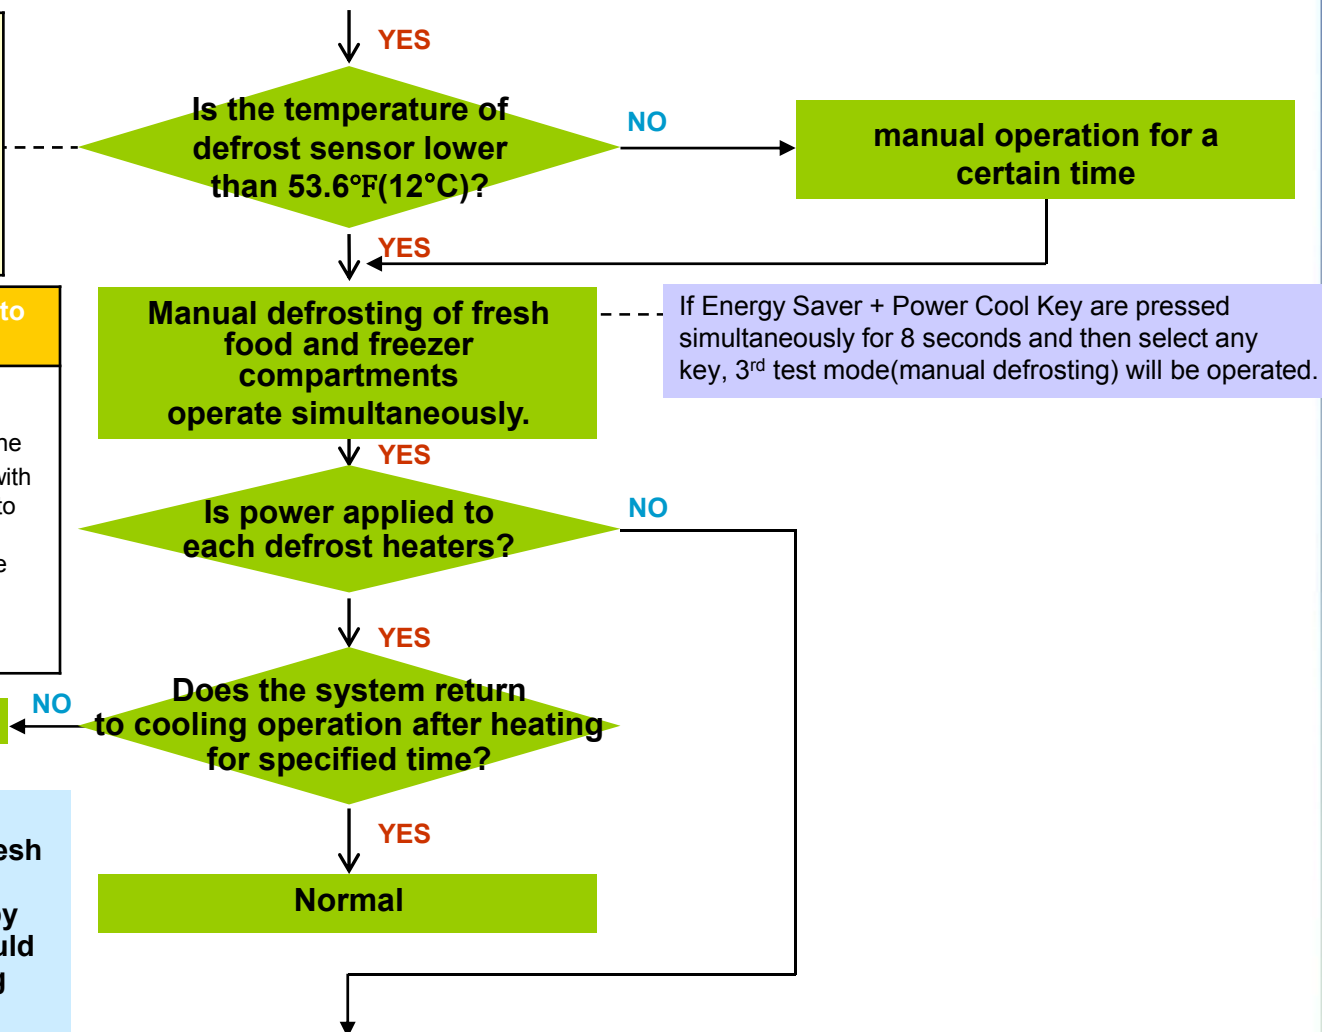 YES
Is the temperature of
defrost sensor lower
than 53.6°F(12°C)?
NO
manual operation for a
certain time
YES
to
Manual defrosting of fresh
food and freezer
compartments
operate simultaneously.
If Energy Saver + Power Cool Key are pressed
simultaneously for 8 seconds and then select any
key, 3rd test mode(manual defrosting) will be operated.
YES
with
to
Is power applied to
each defrost heaters?
NO
YES
Does the system return
to cooling operation after heating
for specified time?
NO
YES
Normal